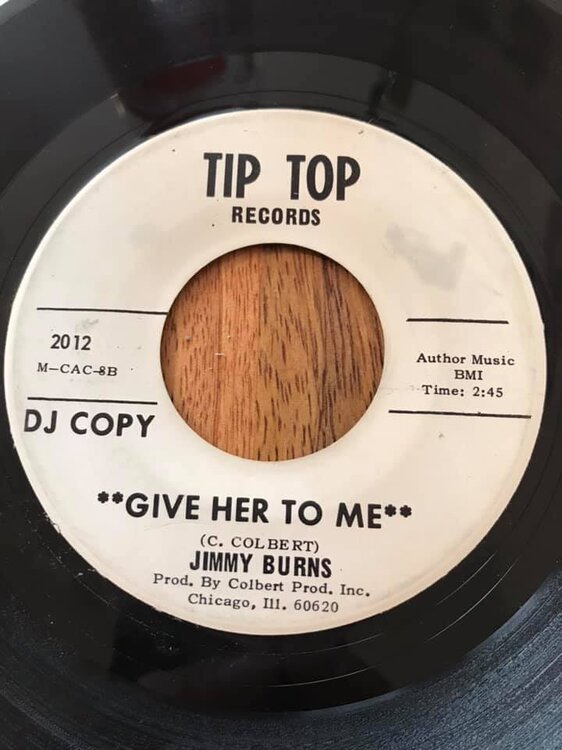 TIP TOP
RECORDS
2012
M-CAC-8B
DJ COPY
Author Music
BMI
Time: 2:45
**GIVE HER TO ME**
(C. COLBERT)
JIMMY BURNS
Prod. By Colbert Prod. Inc.
Chicago, Ill. 60620